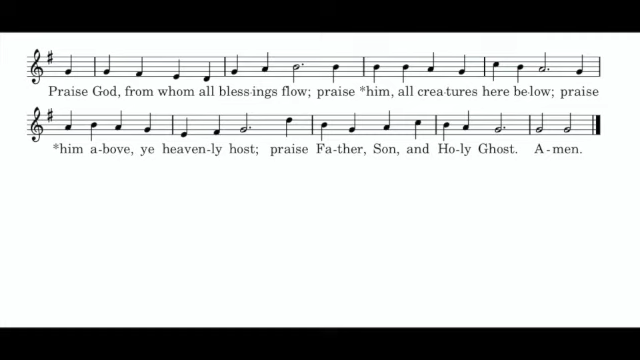 Praise God, from whom all bless-ings flow; praise *him, all crea-tures here be-low; praise
*him a-bove, ye heaven-ly host; praise Fa-ther, Son, and Ho-ly Ghost. A-men.